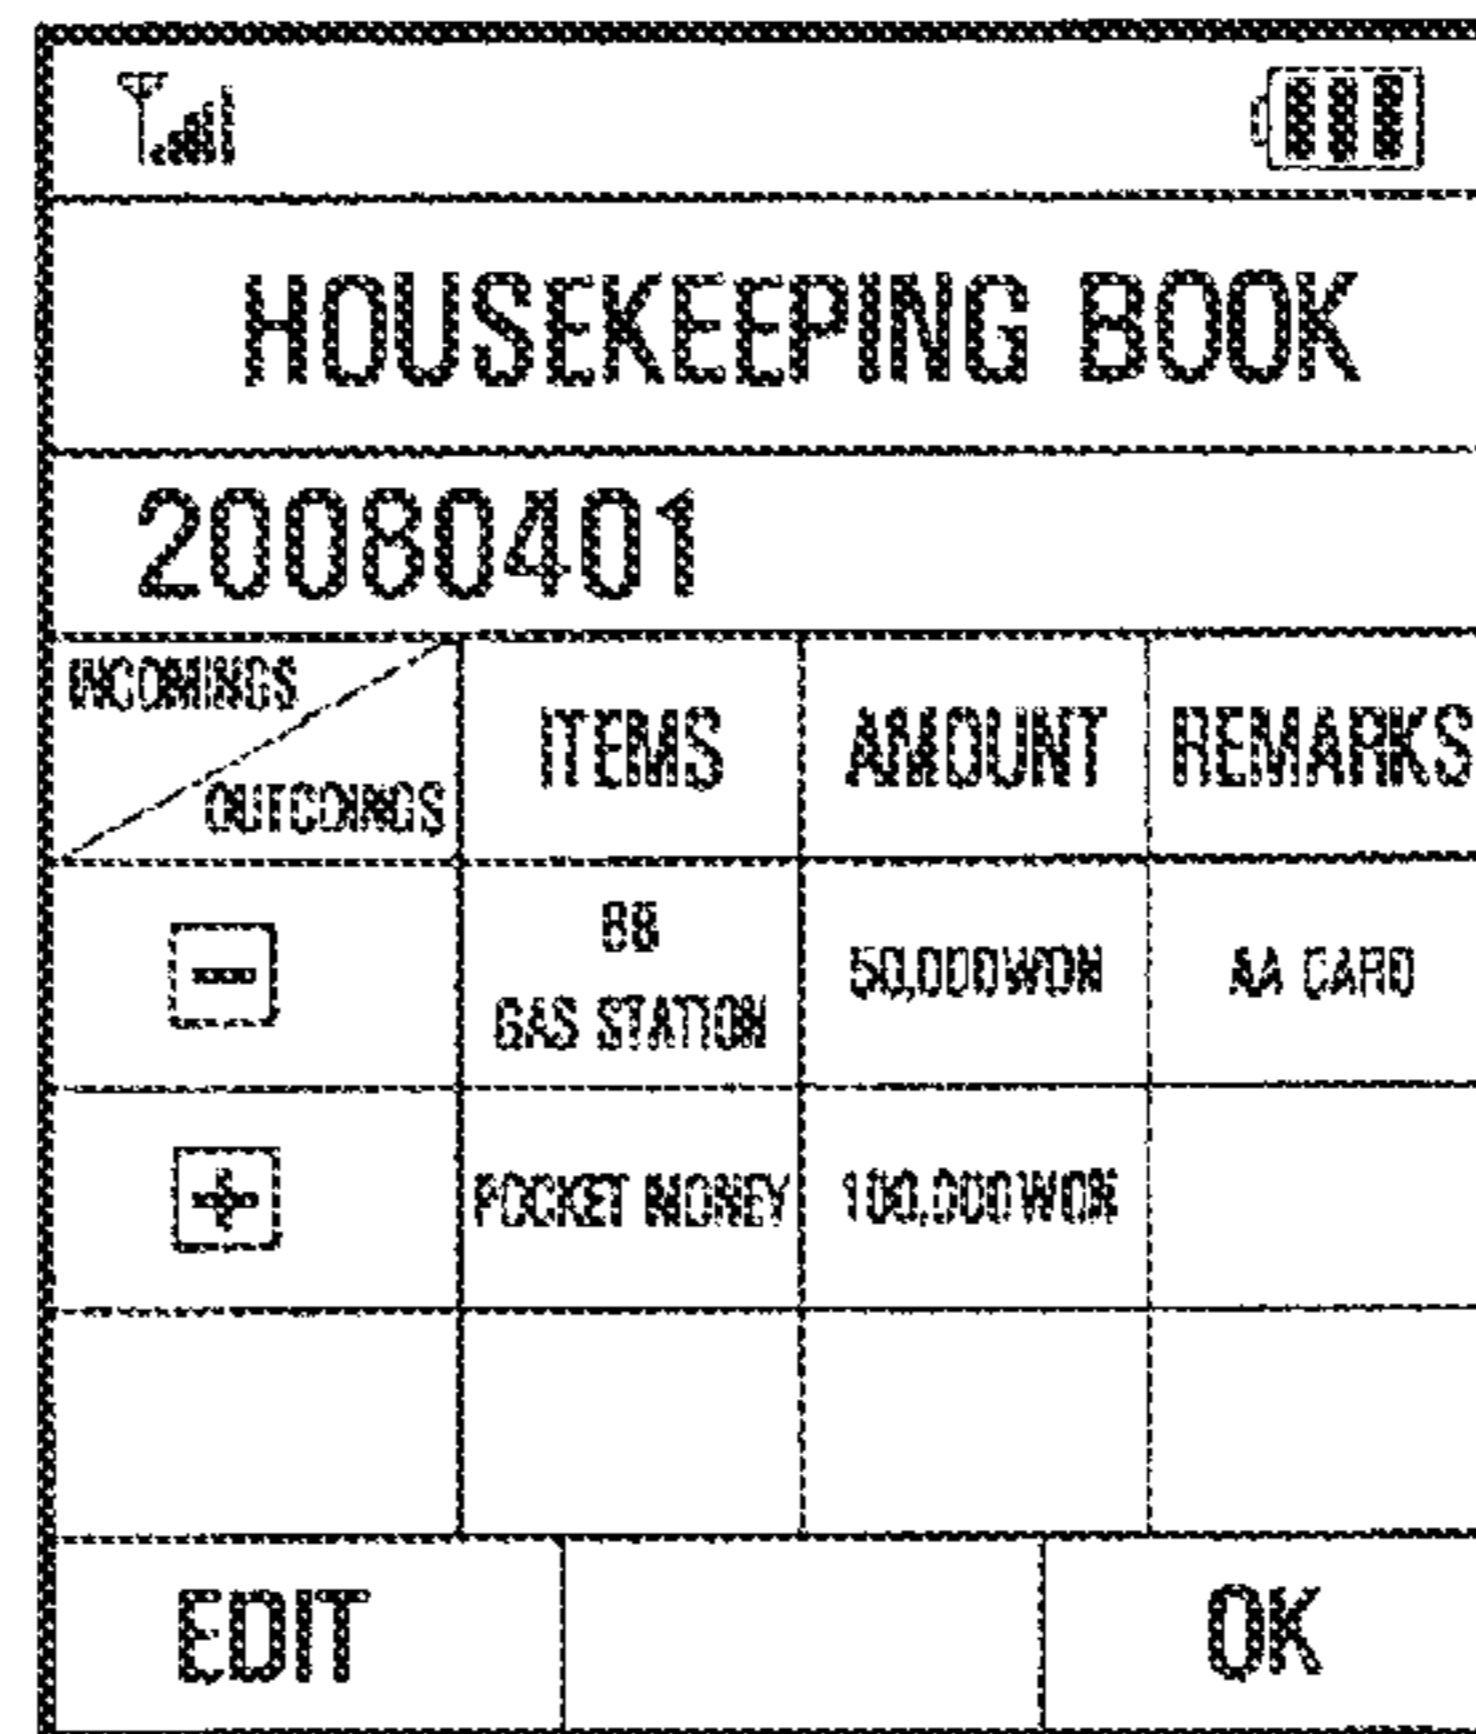 HOUSEKEEPING BOOK
20080401
INCOMINGS
OUTGOINGS
ITEMS
AMOUNT
REMARKS
-
BB
GAS STATION
50,000WON
AA CARD
+
POCKET MONEY
100,000WON
EDIT
OK